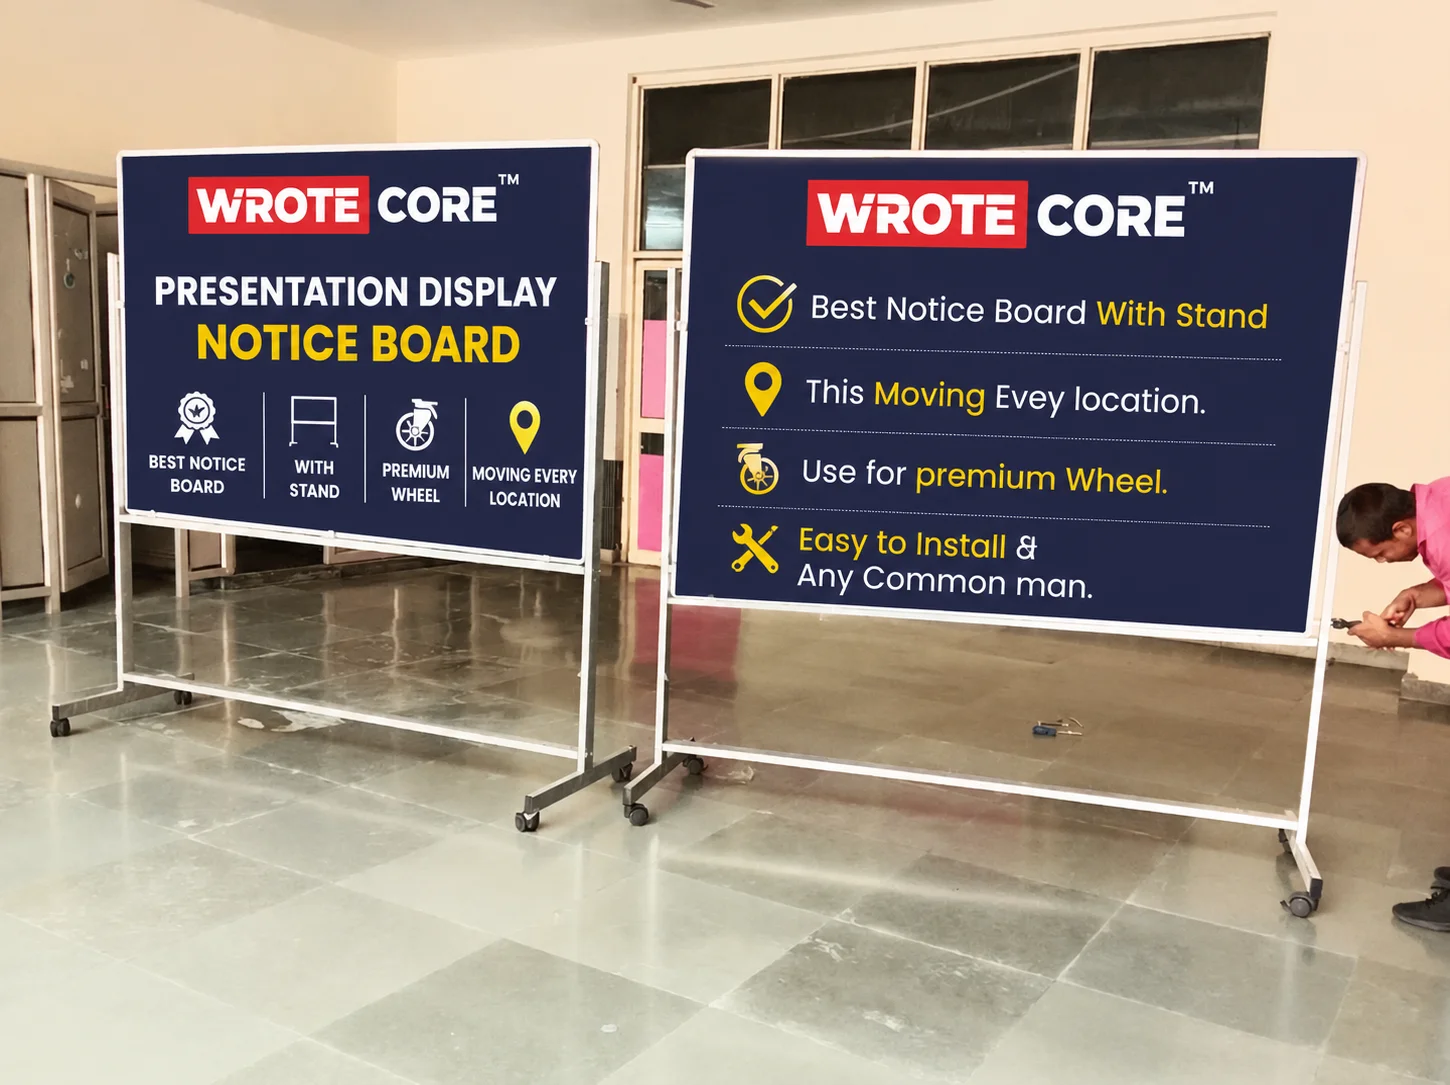 WROTE CORE™
PRESENTATION DISPLAY
NOTICE BOARD
BEST NOTICE
BOARD
WITH
STAND
PREMIUM
WHEEL
MOVING EVERY
LOCATION
WROTE CORE™
Best Notice Board With Stand
This Moving Evey location.
Use for premium Wheel.
Easy to Install &
Any Common man.